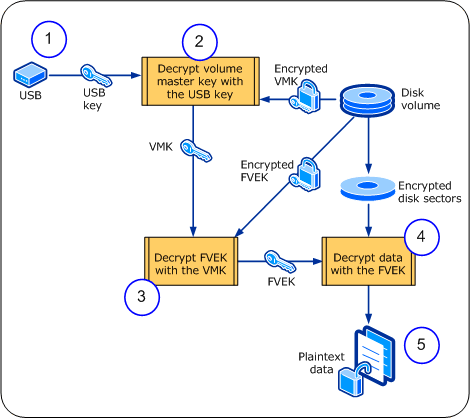 1
2
USB
USB
key
Decrypt volume
master key with
the USB key
Encrypted
VMK
Disk
volume
VMK
Encrypted
FVEK
Encrypted
disk sectors
3
Decrypt FVEK
with the VMK
FVEK
4
Decrypt data
with the FVEK
5
Plaintext
data